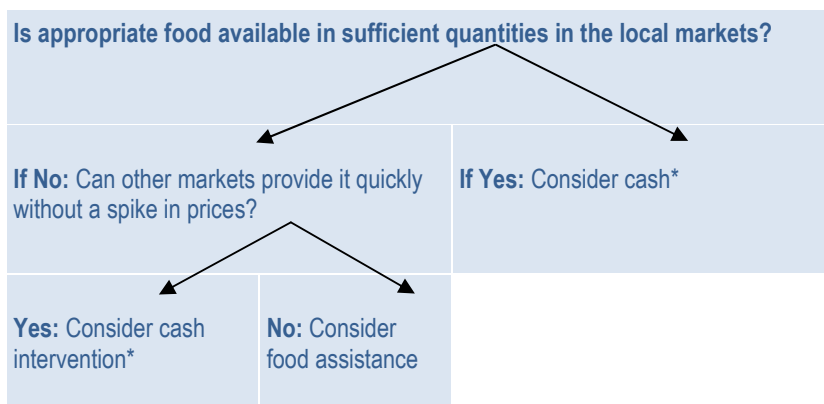 Is appropriate food available in sufficient quantities in the local markets?
If No: Can other markets provide it quickly
without a spike in prices?
If Yes: Consider cash*
Yes: Consider cash
intervention*
No: Consider
food assistance